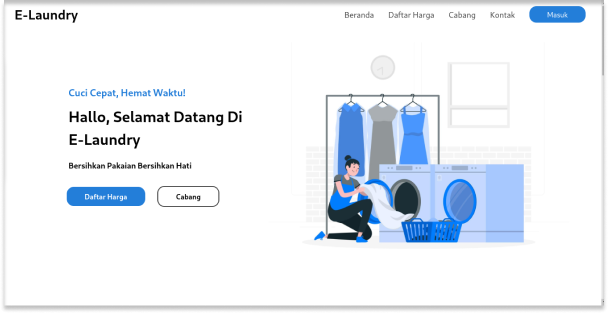 E-Laundry
Beranda Daftar Harga Cabang Kontak Masuk
Cuci Cepat, Hemat Waktu!
Hallo, Selamat Datang Di
E-Laundry
Bersihkan Pakaian Bersihkan Hati
Daftar Harga Cabang